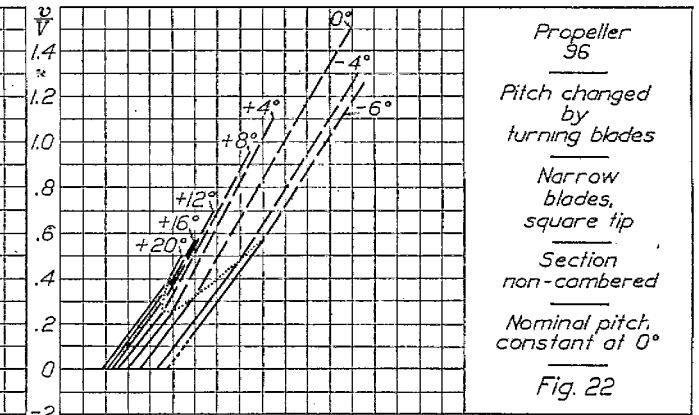 v/V
1.4
1.2
1.0
.8
.6
.4
.2
0
-.2
0°
-4°
-6°
+4°
+8°
+12°
+16°
+20°
Propeller
96
Pitch changed
by
turning blades
Narrow
blades,
square tip
Section
non-cambered
Nominal pitch
constant at 0°
Fig. 22